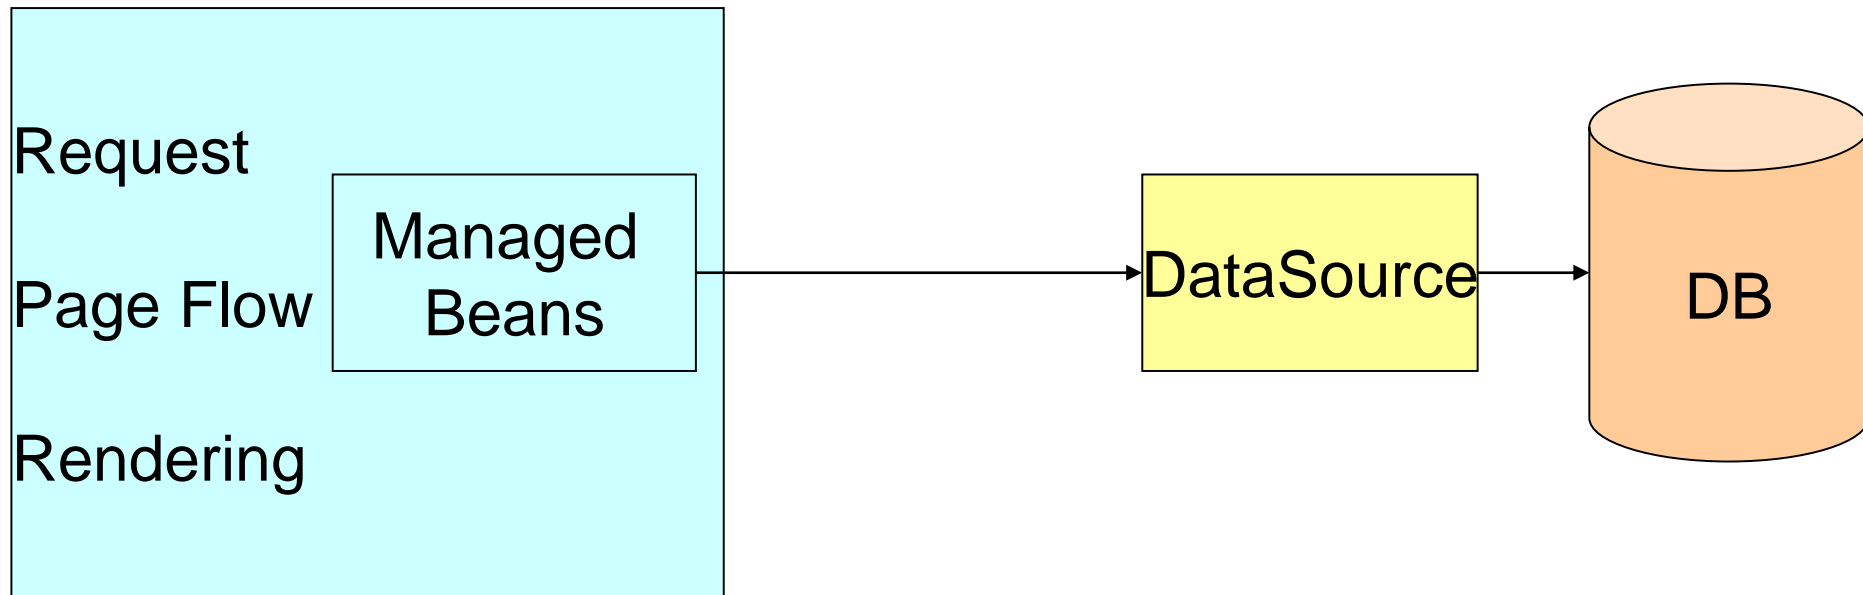 Request
Page Flow
Rendering
Managed
Beans
DataSource
DB